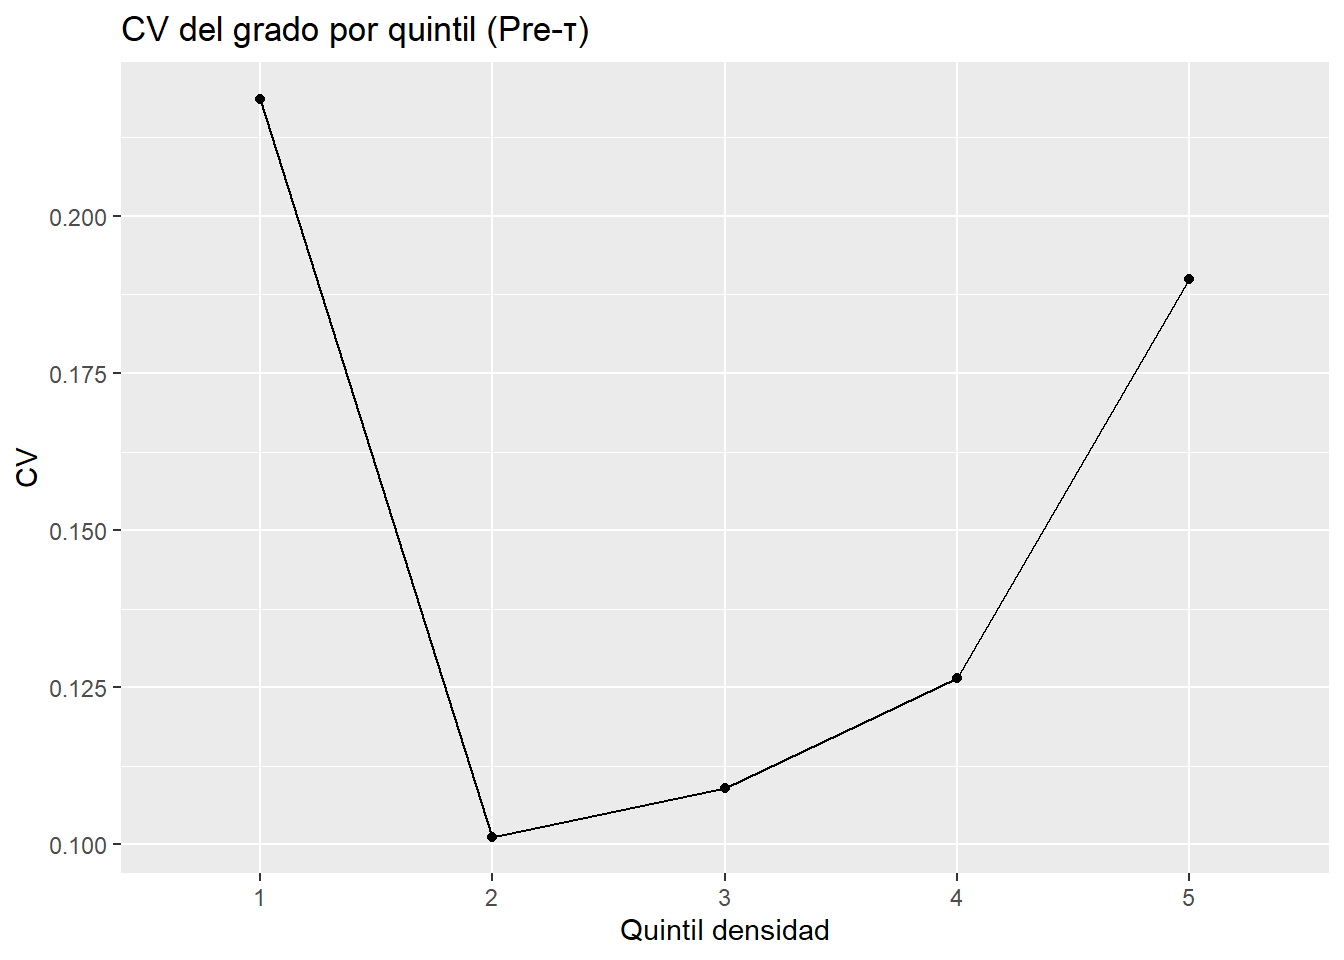 CV del grado por quintil (Pre-τ)
CV
0.200
0.175
0.150
0.125
0.100
1 2 3 4 5
Quintil densidad